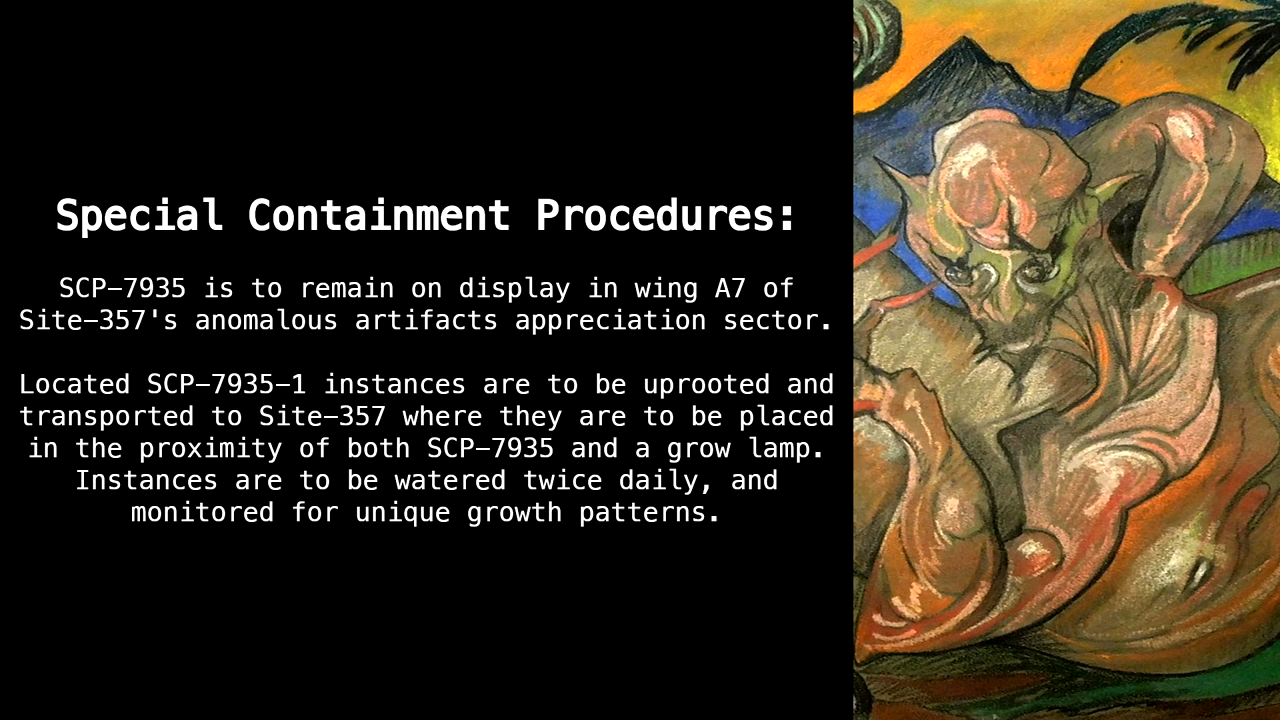 Special Containment Procedures:
SCP–7935 is to remain on display in wing A7 of
Site–357's anomalous artifacts appreciation sector.
Located SCP–7935–1 instances are to be uprooted and
transported to Site–357 where they are to be placed
in the proximity of both SCP–7935 and a grow lamp.
Instances are to be watered twice daily, and
monitored for unique growth patterns.